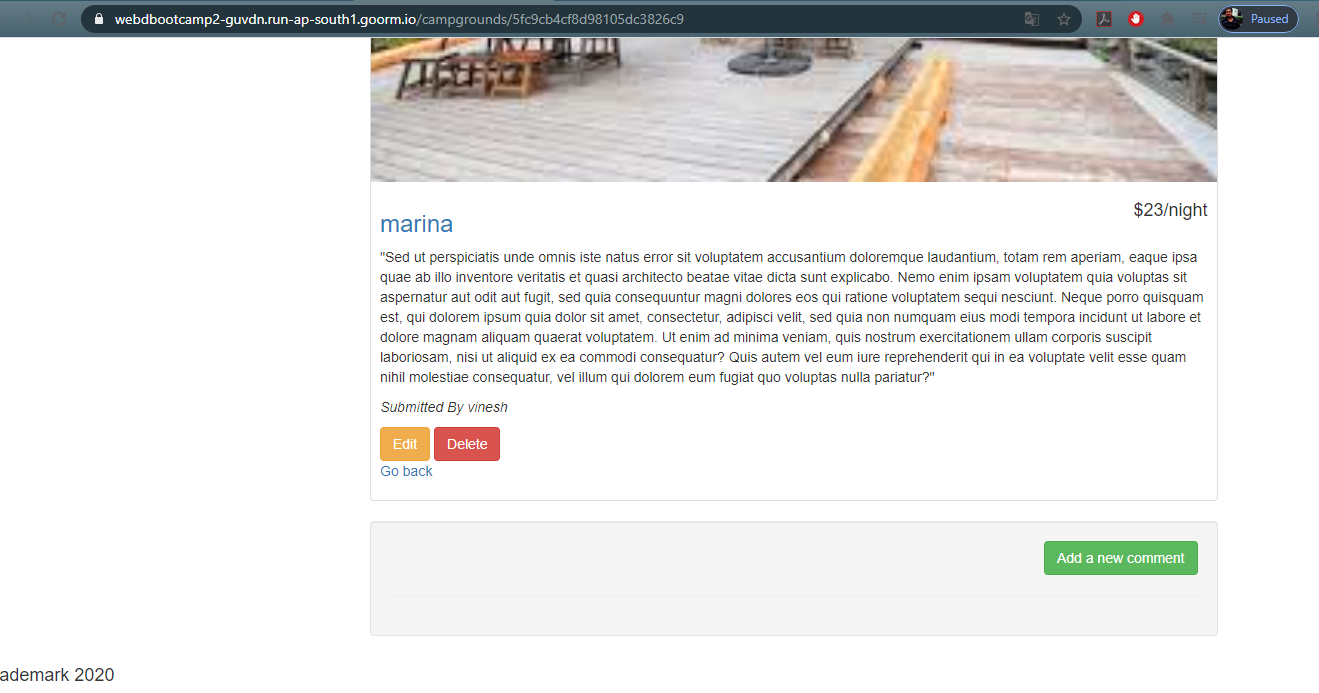 webdbootcamp2-guvdn.run-ap-south1.goorm.io/campgrounds/5fc9cb4cf8d98105dc3826c9
Paused
$23/night
marina
"Sed ut perspiciatis unde omnis iste natus error sit voluptatem accusantium doloremque laudantium, totam rem aperiam, eaque ipsa
quae ab illo inventore veritatis et quasi architecto beatae vitae dicta sunt explicabo. Nemo enim ipsam voluptatem quia voluptas sit
aspernatur aut odit aut fugit, sed quia consequuntur magni dolores eos qui ratione voluptatem sequi nesciunt. Neque porro quisquam
est, qui dolorem ipsum quia dolor sit amet, consectetur, adipisci velit, sed quia non numquam eius modi tempora incidunt ut labore et
dolore magnam aliquam quaerat voluptatem. Ut enim ad minima veniam, quis nostrum exercitationem ullam corporis suscipit
laboriosam, nisi ut aliquid ex ea commodi consequatur? Quis autem vel eum iure reprehenderit qui in ea voluptate velit esse quam
nihil molestiae consequatur, vel illum qui dolorem eum fugiat quo voluptas nulla pariatur?"
Submitted By vinesh
Edit Delete
Go back
Add a new comment
ademark 2020